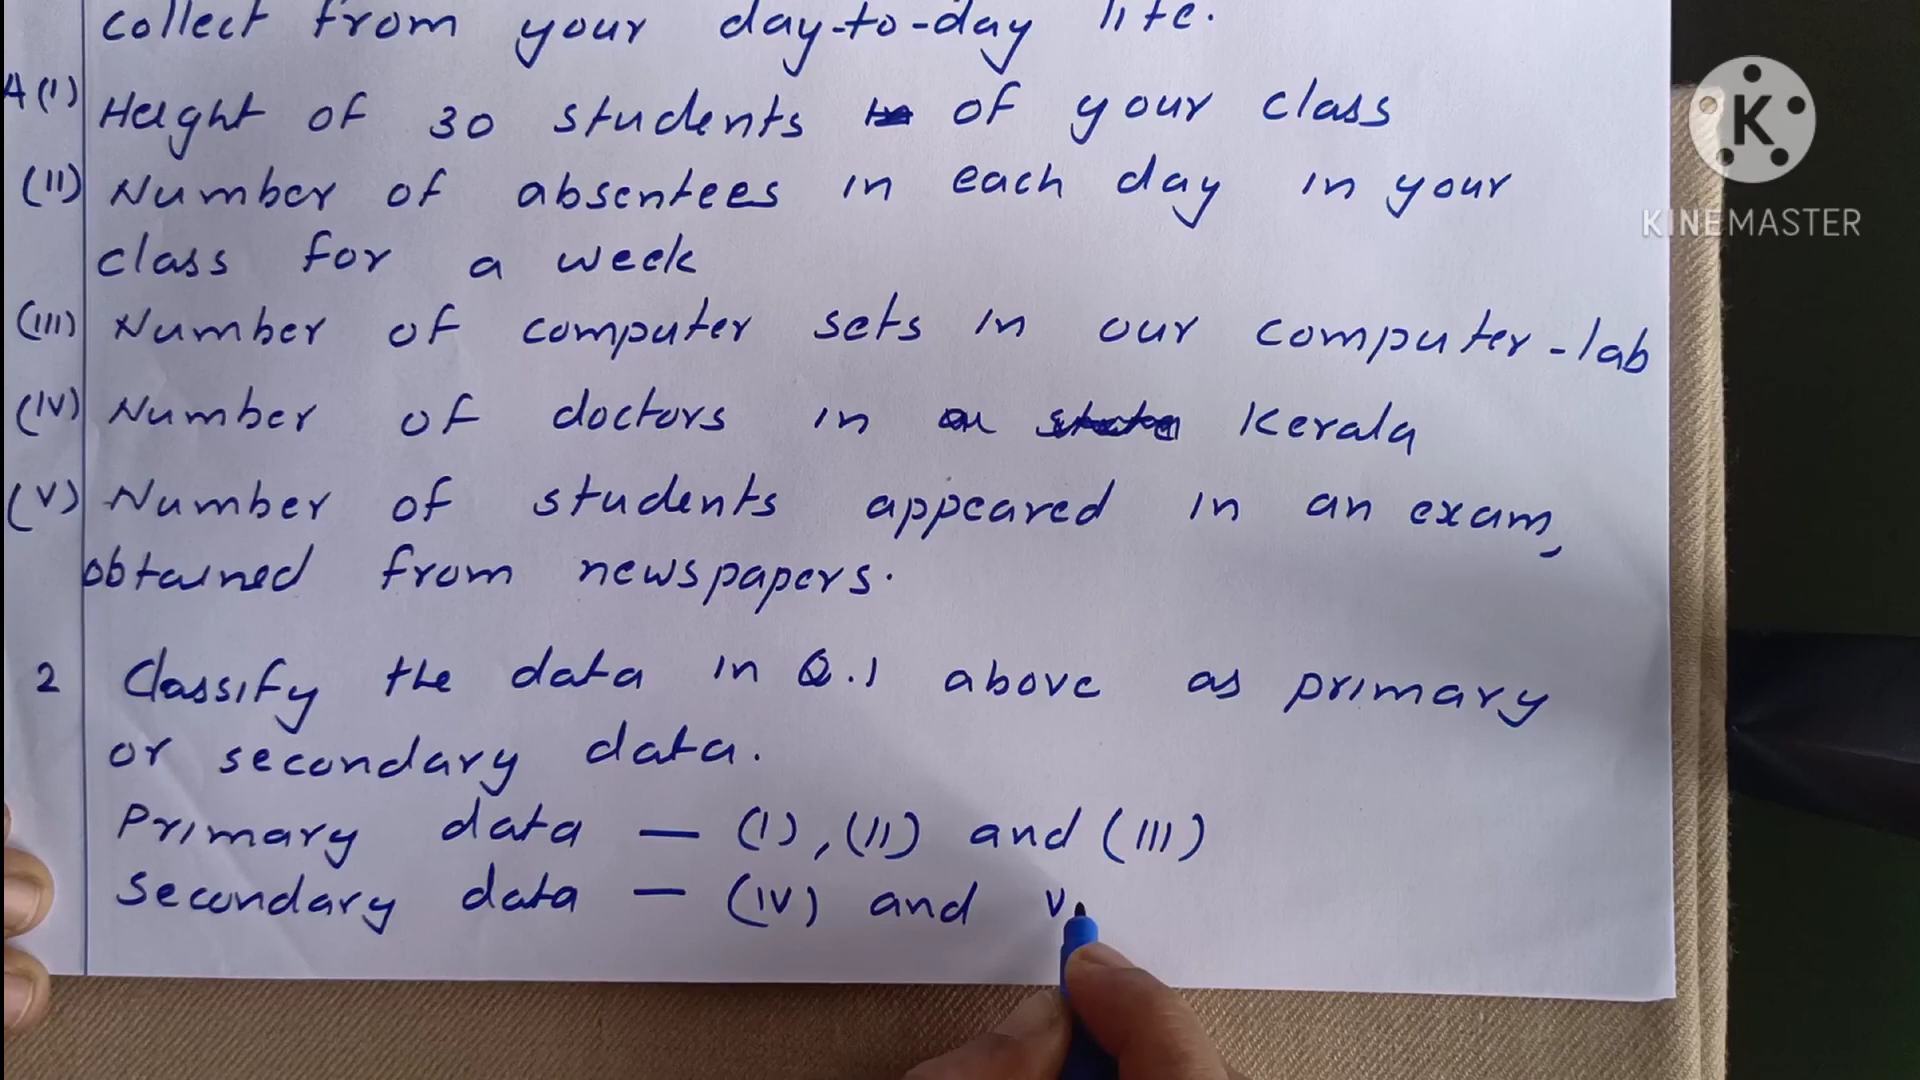 collect from your day-to-day life.
A (I) Height of 30 students of your class
(II) Number of absentees in each day in your
class for a week
(III) Number of computer sets in our computer-lab
(IV) Number of doctors in Kerala
(V) Number of students appeared in an exam,
obtained from newspapers.
2 Classify the data in Q.1 above as primary
or secondary data.
Primary data — (I), (II) and (III)
Secondary data — (IV) and V
K
KINEMASTER